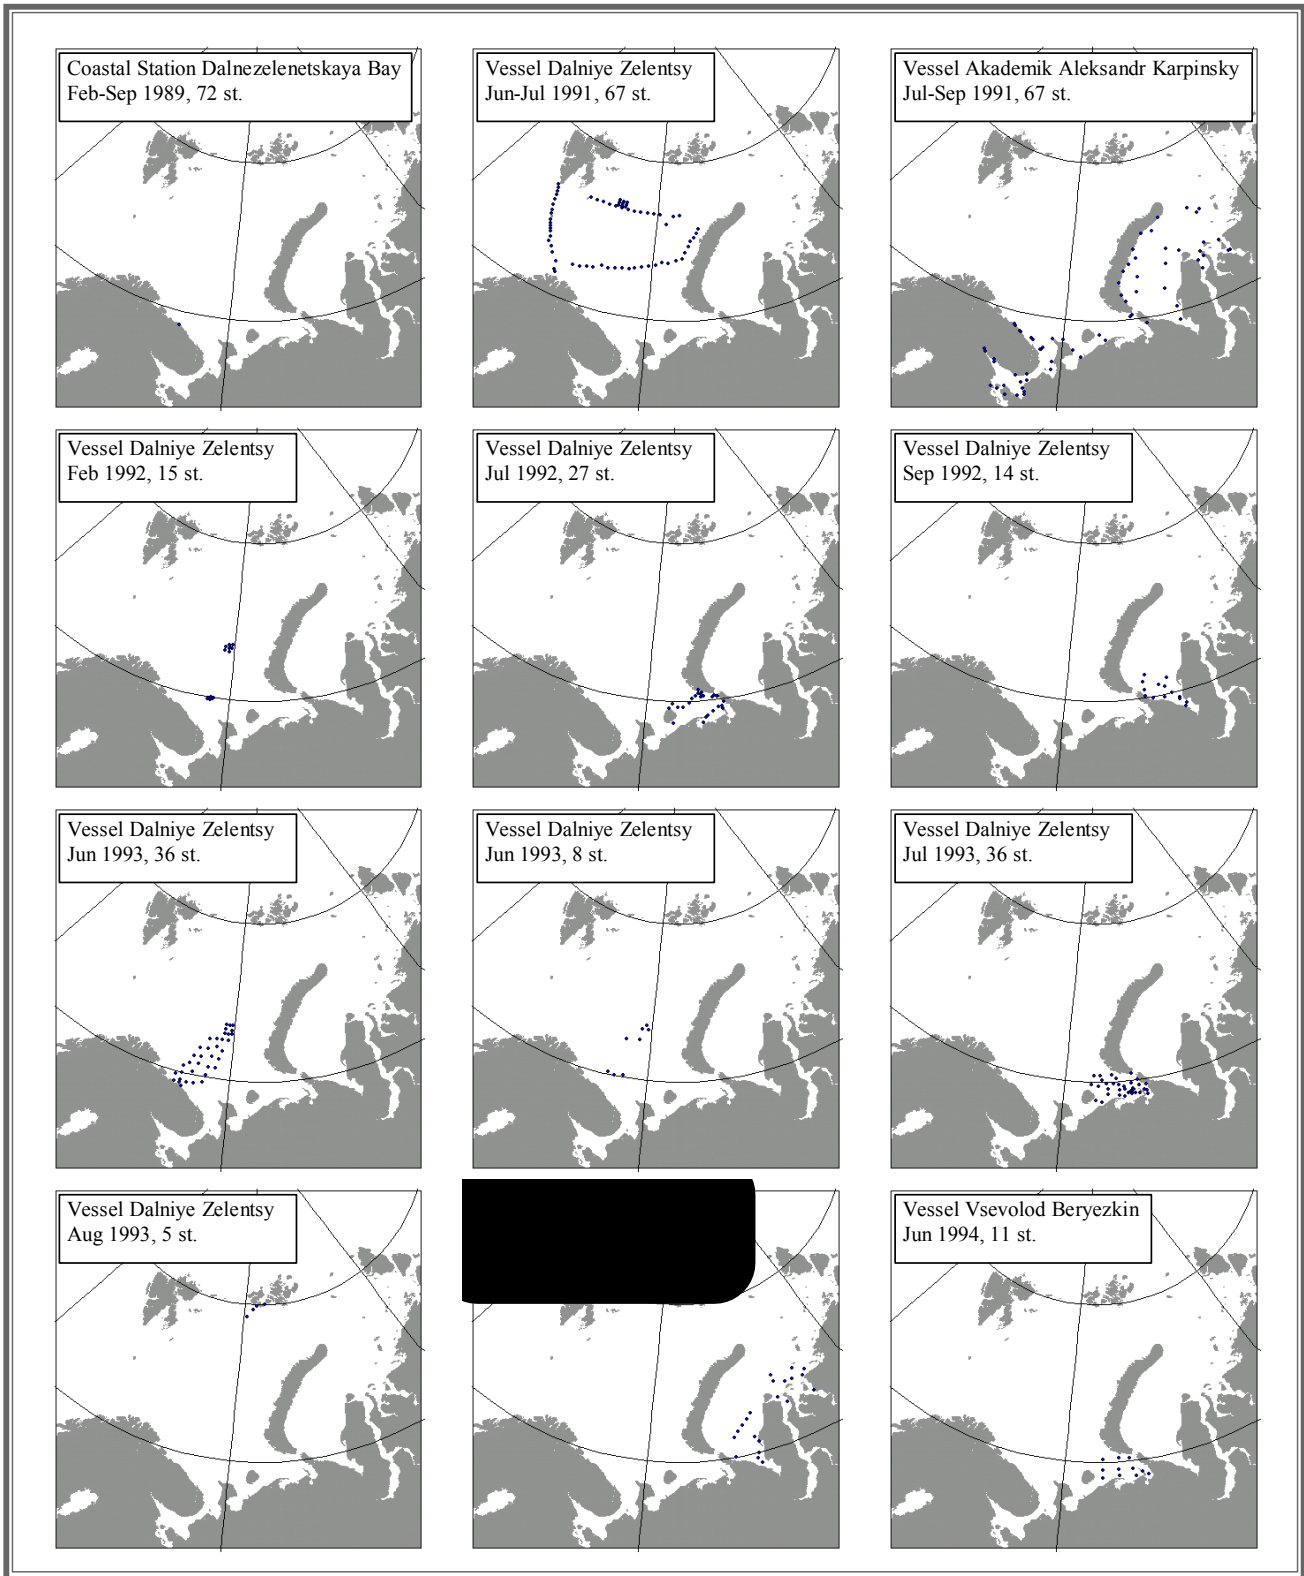 Coastal Station Dalnezelenetskaya Bay
Feb-Sep 1989, 72 st.
Vessel Dalniye Zelentsy
Jun-Jul 1991, 67 st.
Vessel Akademik Aleksandr Karpinsky
Jul-Sep 1991, 67 st.
Vessel Dalniye Zelentsy
Feb 1992, 15 st.
Vessel Dalniye Zelentsy
Jul 1992, 27 st.
Vessel Dalniye Zelentsy
Sep 1992, 14 st.
Vessel Dalniye Zelentsy
Jun 1993, 36 st.
Vessel Dalniye Zelentsy
Jun 1993, 8 st.
Vessel Dalniye Zelentsy
Jul 1993, 36 st.
Vessel Dalniye Zelentsy
Aug 1993, 5 st.
Vessel Vsevolod Beryezkin
Jun 1994, 11 st.